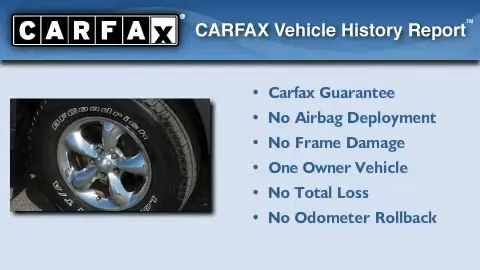 CARFAX®
CARFAX Vehicle History Report™
• Carfax Guarantee
• No Airbag Deployment
• No Frame Damage
• One Owner Vehicle
• No Total Loss
• No Odometer Rollback
BFGoodrich